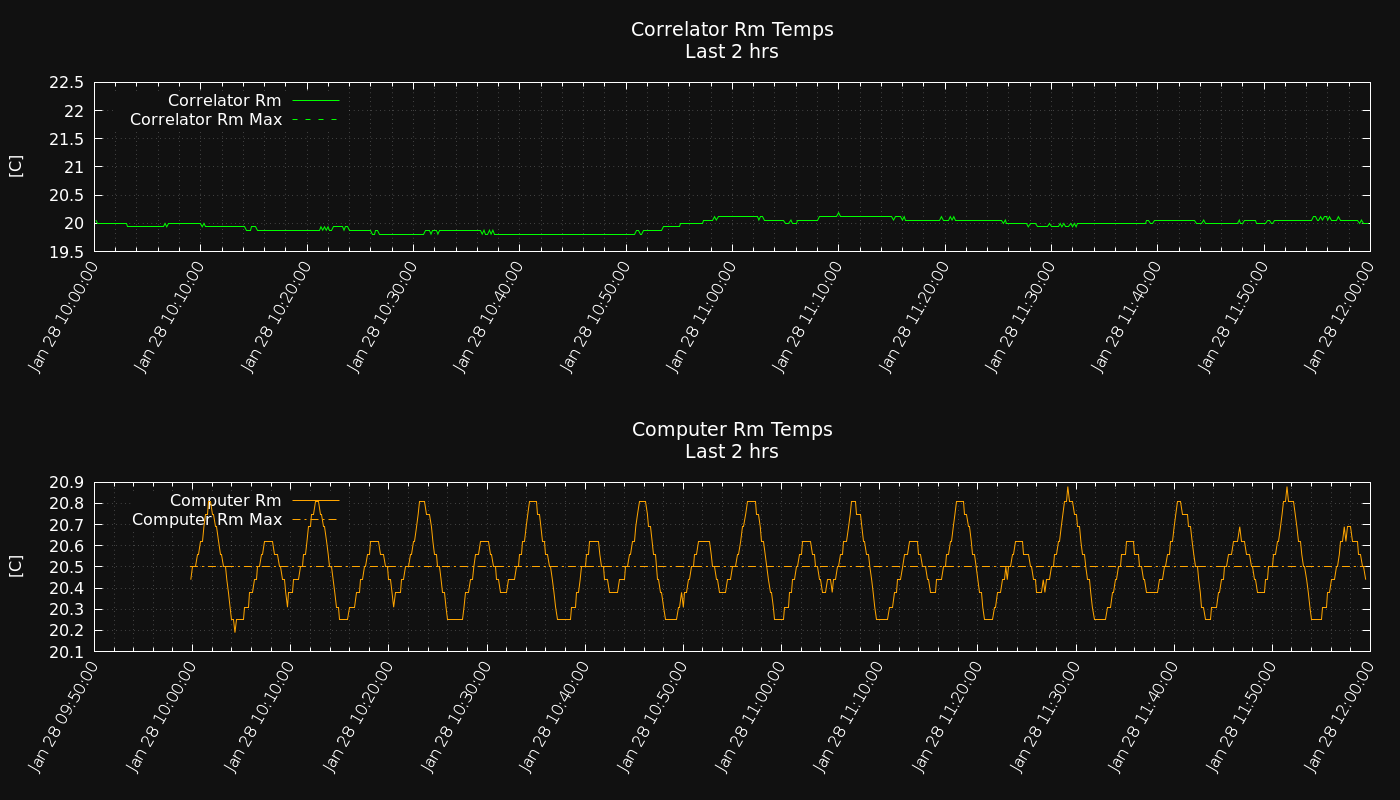 Correlator Rm Temps
Last 2 hrs
22.5
22
21.5
21
20.5
20
19.5
[C]
Correlator Rm
Correlator Rm Max
Jan 28 10:00:00
Jan 28 10:10:00
Jan 28 10:20:00
Jan 28 10:30:00
Jan 28 10:40:00
Jan 28 10:50:00
Jan 28 11:00:00
Jan 28 11:10:00
Jan 28 11:20:00
Jan 28 11:30:00
Jan 28 11:40:00
Jan 28 11:50:00
Jan 28 12:00:00
Computer Rm Temps
Last 2 hrs
20.9
20.8
20.7
20.6
20.5
20.4
20.3
20.2
20.1
[C]
Computer Rm
Computer Rm Max
Jan 28 09:50:00
Jan 28 10:00:00
Jan 28 10:10:00
Jan 28 10:20:00
Jan 28 10:30:00
Jan 28 10:40:00
Jan 28 10:50:00
Jan 28 11:00:00
Jan 28 11:10:00
Jan 28 11:20:00
Jan 28 11:30:00
Jan 28 11:40:00
Jan 28 11:50:00
Jan 28 12:00:00